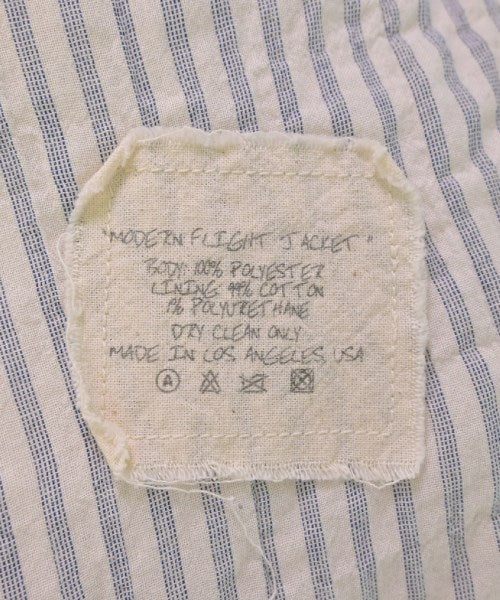 "MODERN FLIGHT JACKET"
BODY: 100% POLYESTER
LINING: 99% COTTON
1% POLYURETHANE
DRY CLEAN ONLY
MADE IN LOS ANGELES, USA
A